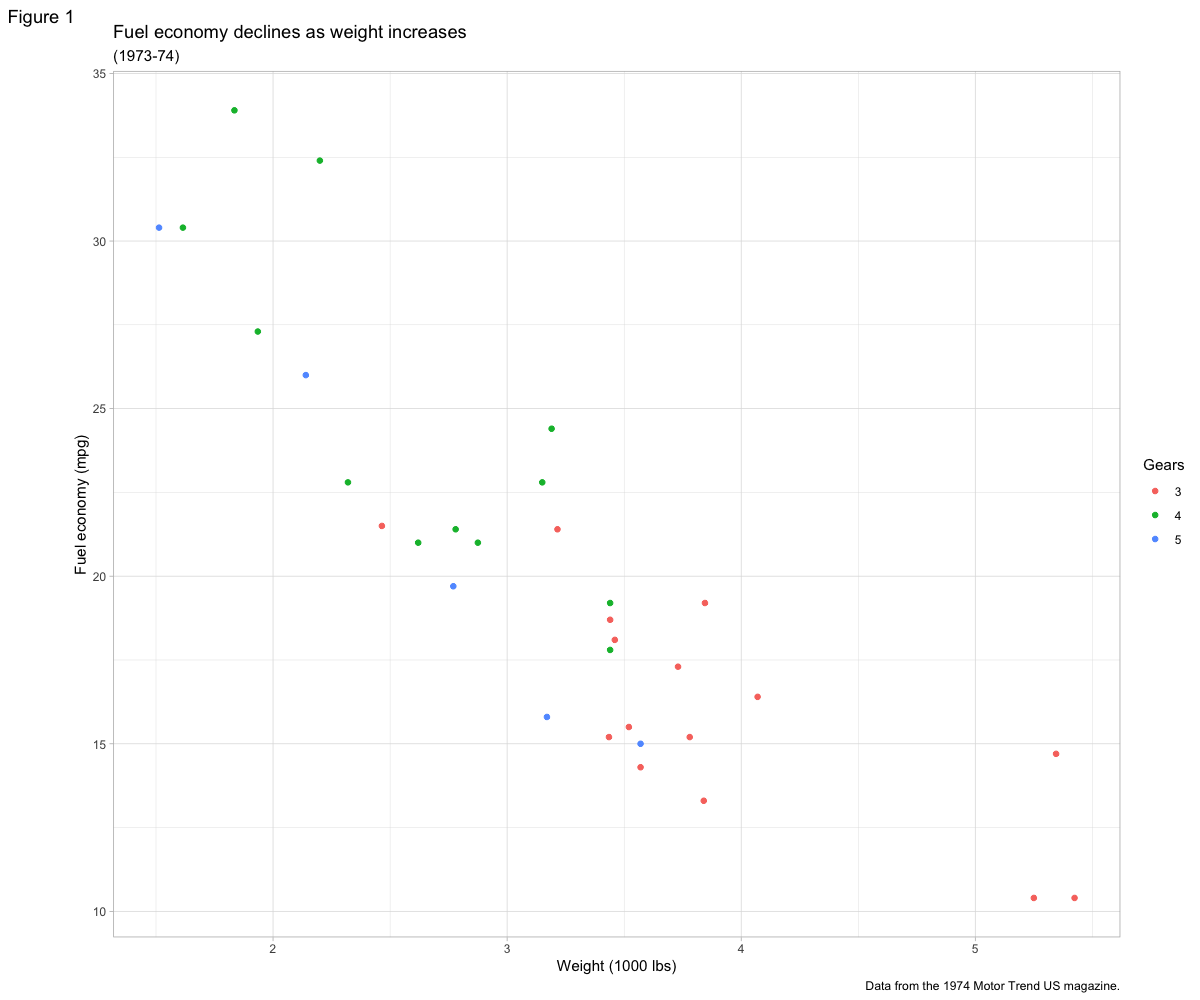 Figure 1
Fuel economy declines as weight increases
(1973-74)
35
30
25
20
15
10
Fuel economy (mpg)
2
3
4
5
Weight (1000 lbs)
Gears
3
4
5
Data from the 1974 Motor Trend US magazine.